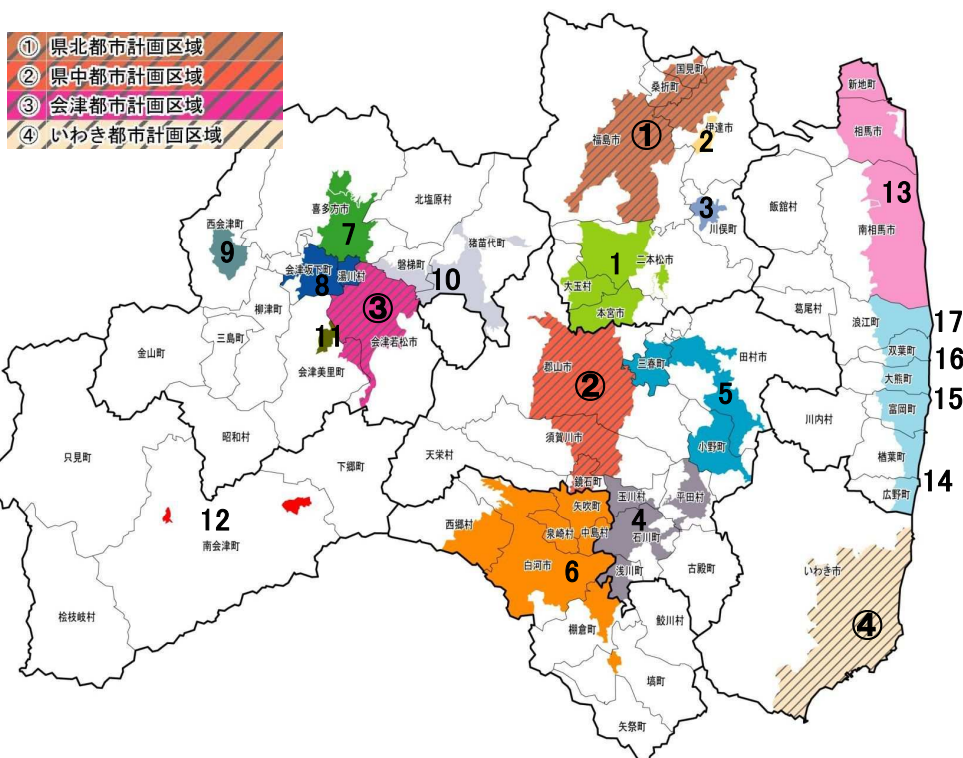 ① 県北都市計画区域
② 県中都市計画区域
③ 会津都市計画区域
④ いわき都市計画区域
国見町
桑折町
伊達市
福島市
①
2
3
川俣町
新地町
相馬市
13
南相馬市
飯館村
北塩原村
喜多方市
7
西会津町
9
猪苗代町
磐梯町
10
会津坂下町
湯川村
8
③
会津若松市
11
会津美里町
柳津町
三島町
金山町
昭和村
只見町
下郷町
12
南会津町
桧枝岐村
1
二本松市
大玉村
本宮市
葛尾村
浪江町
17
双葉町
16
大熊町
15
富岡町
川内村
楢葉町
14
広野町
郡山市
②
三春町
田村市
5
小野町
須賀川市
天栄村
鏡石町
玉川村
平田村
4
石川町
矢吹町
西郷村
泉崎村
中島村
白河市
6
浅川町
古殿町
いわき市
④
棚倉町
鮫川村
塙町
矢祭町